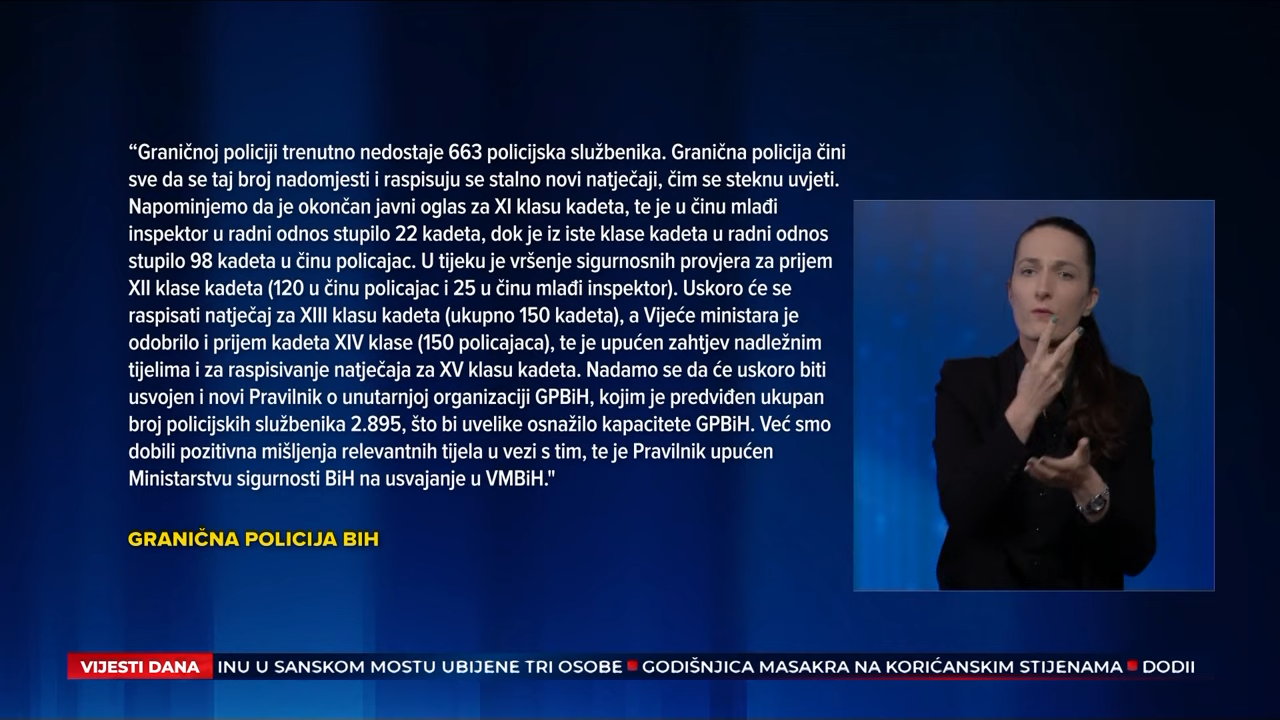 “Graničnoj policiji trenutno nedostaje 663 policijska službenika. Granična policija čini
sve da se taj broj nadomjesti i raspisuju se stalno novi natječaji, čim se steknu uvjeti.
Napominjemo da je okončan javni oglas za XI klasu kadeta, te je u činu mlađi
inspektor u radni odnos stupilo 22 kadeta, dok je iz iste klase kadeta u radni odnos
stupilo 98 kadeta u činu policajac. U tijeku je vršenje sigurnosnih provjera za prijem
XII klase kadeta (120 u činu policajac i 25 u činu mlađi inspektor). Uskoro će se
raspisati natječaj za XIII klasu kadeta (ukupno 150 kadeta), a Vijeće ministara je
odobrilo i prijem kadeta XIV klase (150 policajaca), te je upućen zahtjev nadležnim
tijelima i za raspisivanje natječaja za XV klasu kadeta. Nadamo se da će uskoro biti
usvojen i novi Pravilnik o unutarnjoj organizaciji GPBiH, kojim je predviđen ukupan
broj policijskih službenika 2.895, što bi uvelike osnažilo kapacitete GPBiH. Već smo
dobili pozitivna mišljenja relevantnih tijela u vezi s tim, te je Pravilnik upućen
Ministarstvu sigurnosti BiH na usvajanje u VMBiH."
GRANIČNA POLICIJA BIH
VIJESTI DANA INU U SANSKOM MOSTU UBIJENE TRI OSOBE GODIŠNJICA MASAKRA NA KORIĆANSKIM STIJENAMA DODII